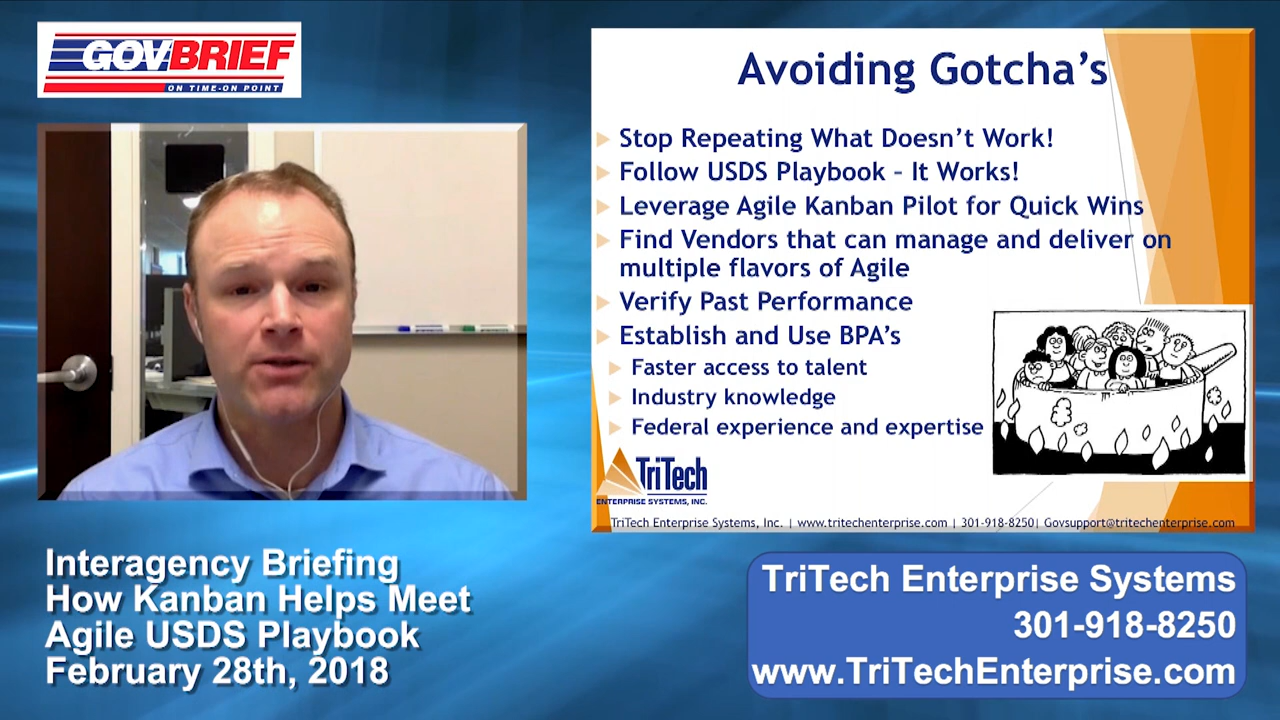 GOVBRIEF
ON TIME-ON POINT
Avoiding Gotcha's
Stop Repeating What Doesn't Work!
Follow USDS Playbook – It Works!
Leverage Agile Kanban Pilot for Quick Wins
Find Vendors that can manage and deliver on
multiple flavors of Agile
Verify Past Performance
Establish and Use BPA's
Faster access to talent
Industry knowledge
Federal experience and expertise
TriTech
ENTERPRISE SYSTEMS, INC.
TriTech Enterprise Systems, Inc. | www.tritechenterprise.com | 301-918-8250| Govsupport@tritechenterprise.com
Interagency Briefing
How Kanban Helps Meet
Agile USDS Playbook
February 28th, 2018
TriTech Enterprise Systems
301-918-8250
www.TriTechEnterprise.com